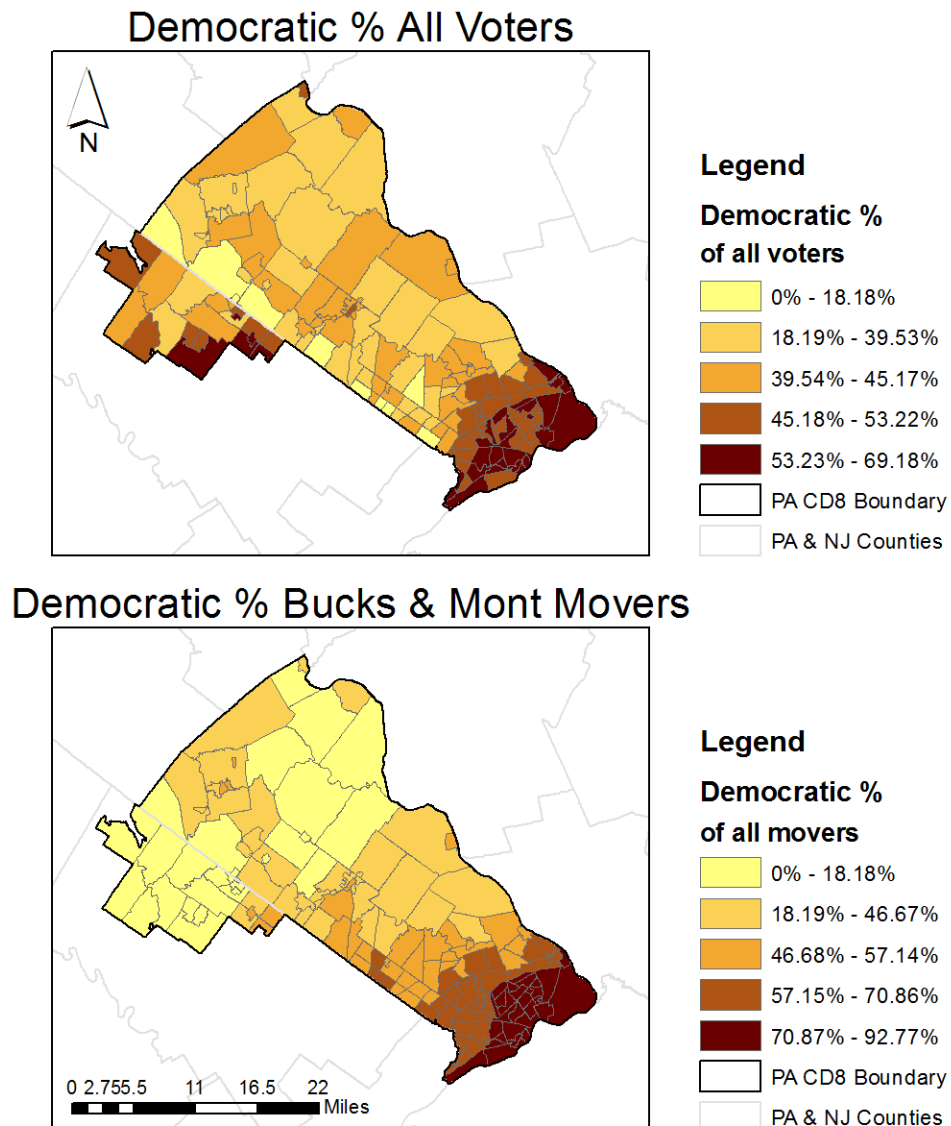 Democratic % All Voters
N
Legend
Democratic %
of all voters
0% - 18.18%
18.19% - 39.53%
39.54% - 45.17%
45.18% - 53.22%
53.23% - 69.18%
PA CD8 Boundary
PA & NJ Counties
Democratic % Bucks & Mont Movers
Legend
Democratic %
of all movers
0% - 18.18%
18.19% - 46.67%
46.68% - 57.14%
57.15% - 70.86%
70.87% - 92.77%
PA CD8 Boundary
PA & NJ Counties
0 2.755.5 11 16.5 22
Miles